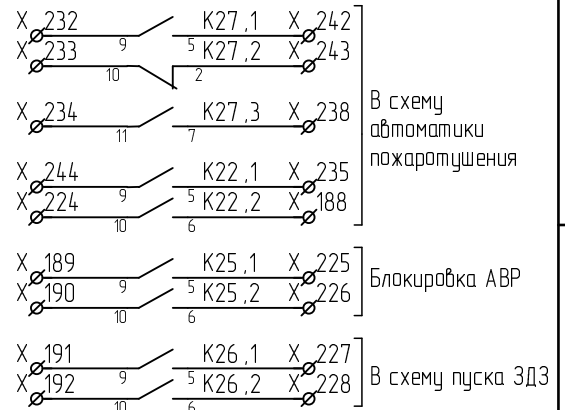 X 232 9 5 K27,1 X 242
X 233 10 2 K27,2 X 243
X 234 11 7 K27,3 X 238
В схему
автоматики
пожаротушения
X 244 9 5 K22,1 X 235
X 224 10 6 K22,2 X 188
X 189 9 5 K25,1 X 225
X 190 10 6 K25,2 X 226
Блокировка АВР
X 191 9 5 K26,1 X 227
X 192 10 6 K26,2 X 228
В схему пуска ЗДЗ